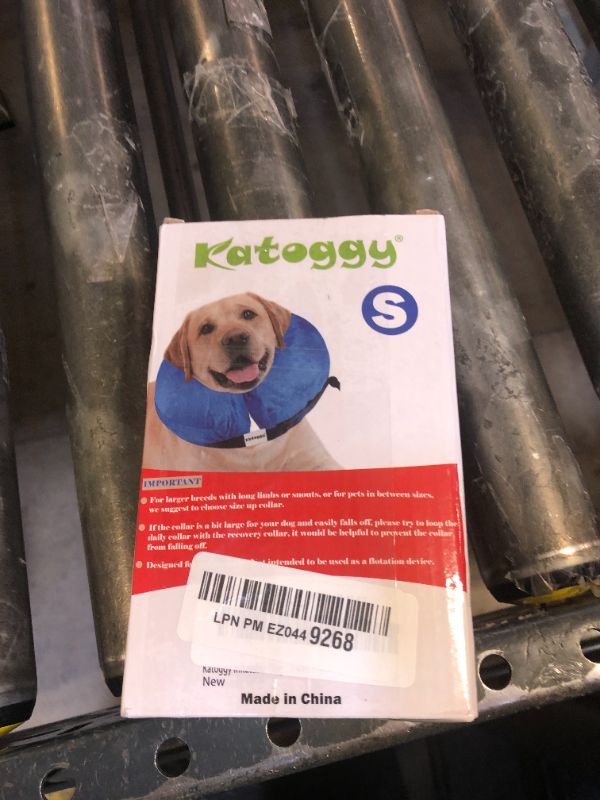 Katoggy®
S
KATOGGY
IMPORTANT
For larger breeds with long limbs or snouts, or for pets in between sizes,
we suggest to choose size up collar.
If the collar is a bit large for your dog and easily falls off, please try to loop the
daily collar with the recovery collar, it would be helpful to prevent the collar
from falling off.
Designed intended to be used as a flotation device.
LPN PM EZ044 9268
Katoggy
New
Made in China